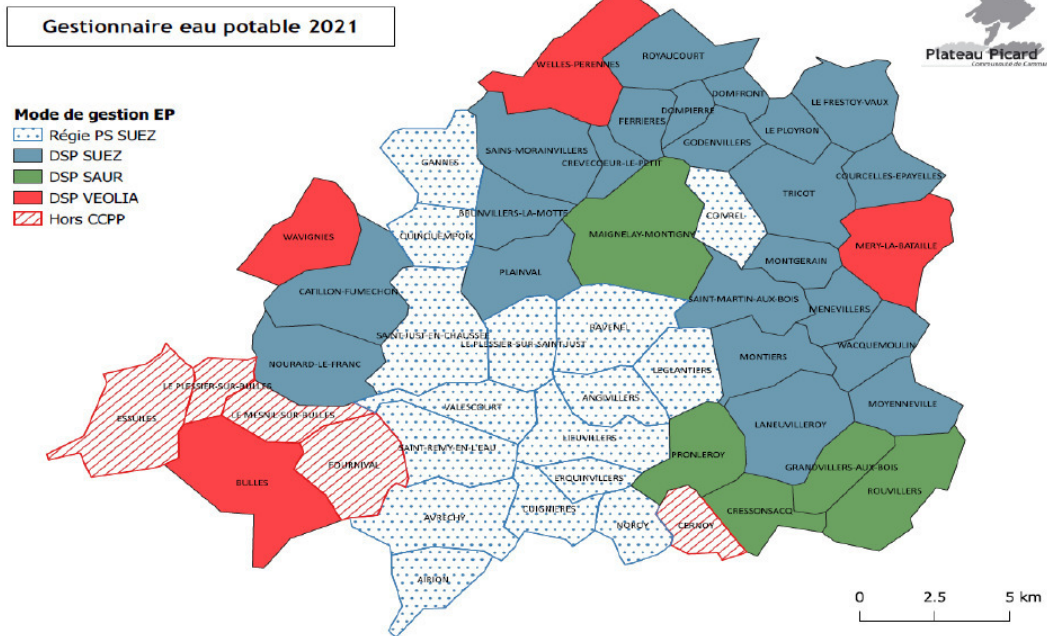 Gestionnaire eau potable 2021
Plateau Picard
Mode de gestion EP
Régie PS SUEZ
DSP SUEZ
DSP SAUR
DSP VEOLIA
Hors CCPP
WELLES-PERENNES
ROYAUCOURT
DOMFRONT
LE FRESTOY-VAUX
DOMPIERRE
FERRIERES
LE PLOYRON
GODENVILLERS
SAINS-MORAINVILLERS
GANNES
CREVECOEUR-LE-PETIT
COURCELLES-EPAYELLES
TRICOT
BRUNVILLERS-LA-MOTTE
COIVREL
QUINQUEMPOIX
WAVIGNIES
MAIGNELAY-MONTIGNY
MERY-LA-BATAILLE
MONTGERAIN
PLAINVAL
CATILLON-FUMECHON
SAINT-MARTIN-AUX-BOIS
MENEVILLERS
RAVENEL
SAINT-JUST-EN-CHAUSSEE
LE PLESSIER-SUR-SAINT-JUST
WACQUEMOULIN
MONTIERS
NOURARD-LE-FRANC
LEGLANTIERS
LE PLESSIER-SUR-BULLES
ANGIVILLERS
MOYENNEVILLE
VALESCOURT
LE MESNIL-SUR-BULLES
ESSUILES
LANEUVILLEROY
LIEUVILLERS
SAINT-REMY-EN-L'EAU
PRONLEROY
FOURNIVAL
GRANDVILLERS-AUX-BOIS
ERQUINVILLERS
BULLES
ROUVILLERS
CUIGNIERES
CRESSONSACQ
AVRECHY
NOROY
CERNOY
AIRION
0 2.5 5 km